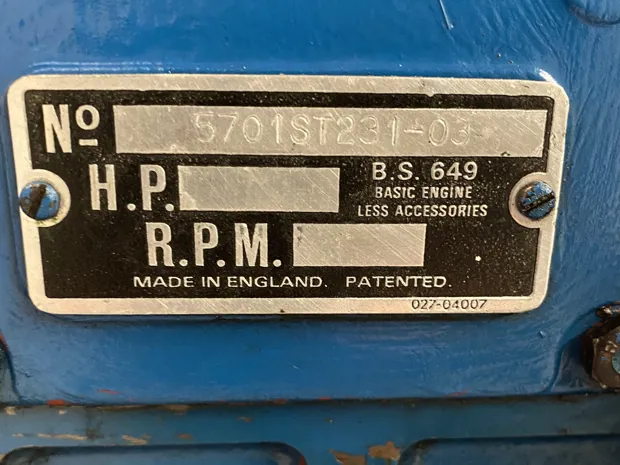 Nº 5701ST231-03
H.P. B.S. 649
BASIC ENGINE
LESS ACCESSORIES
R.P.M.
MADE IN ENGLAND. PATENTED.
027-04007